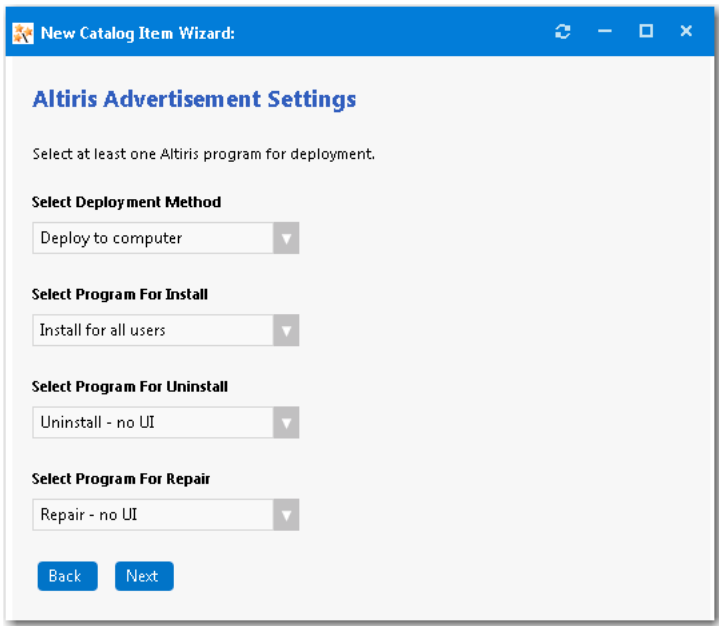 New Catalog Item Wizard:
Altiris Advertisement Settings
Select at least one Altiris program for deployment.
Select Deployment Method
Deploy to computer
Select Program For Install
Install for all users
Select Program For Uninstall
Uninstall - no UI
Select Program For Repair
Repair - no UI
Back Next